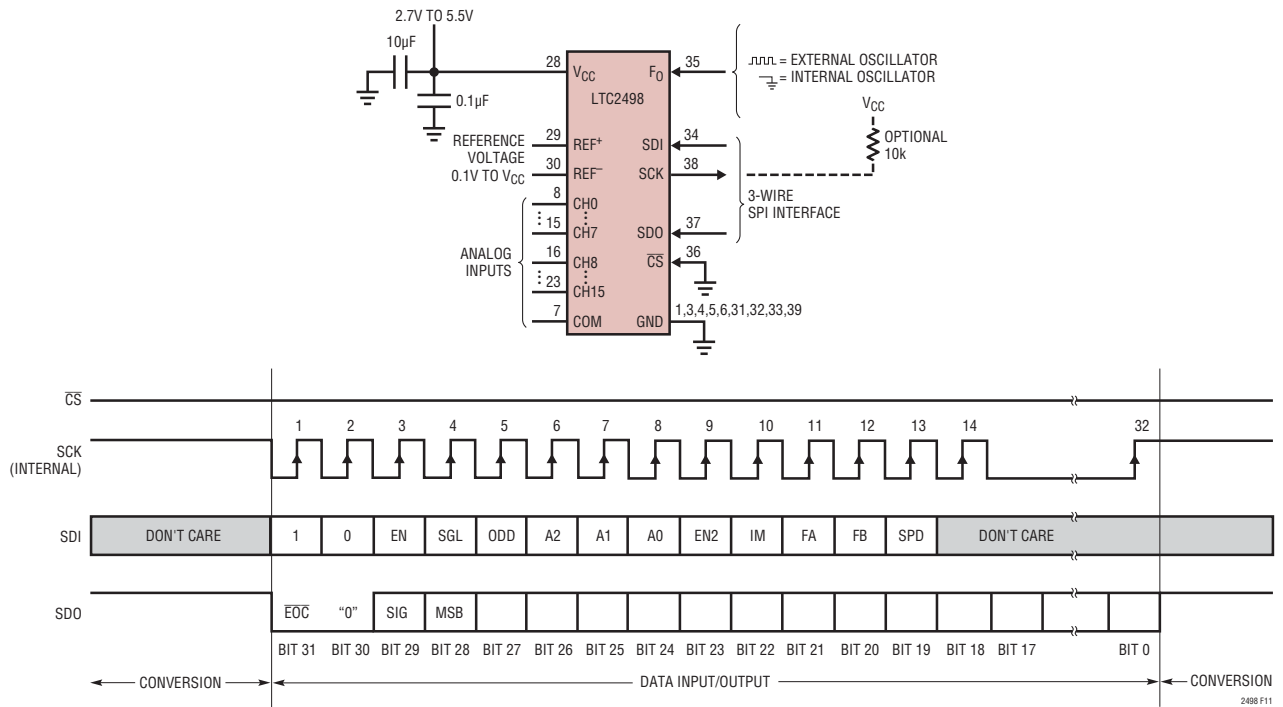 2.7V TO 5.5V
10µF
0.1µF
28
VCC
FO
35
= EXTERNAL OSCILLATOR
= INTERNAL OSCILLATOR
LTC2498
VCC
OPTIONAL
10k
REFERENCE
VOLTAGE
0.1V TO VCC
29
REF+
SDI
34
30
REF–
SCK
38
3-WIRE
SPI INTERFACE
8
CH0
15
CH7
SDO
37
ANALOG
INPUTS
16
CH8
CS
36
23
CH15
7
COM
GND
1,3,4,5,6,31,32,33,39
CS
1 2 3 4 5 6 7 8 9 10 11 12 13 14 32
SCK
(INTERNAL)
SDI DON'T CARE 1 0 EN SGL ODD A2 A1 A0 EN2 IM FA FB SPD DON'T CARE
SDO EOC "0" SIG MSB
BIT 31 BIT 30 BIT 29 BIT 28 BIT 27 BIT 26 BIT 25 BIT 24 BIT 23 BIT 22 BIT 21 BIT 20 BIT 19 BIT 18 BIT 17 BIT 0
CONVERSION DATA INPUT/OUTPUT CONVERSION
2498 F11